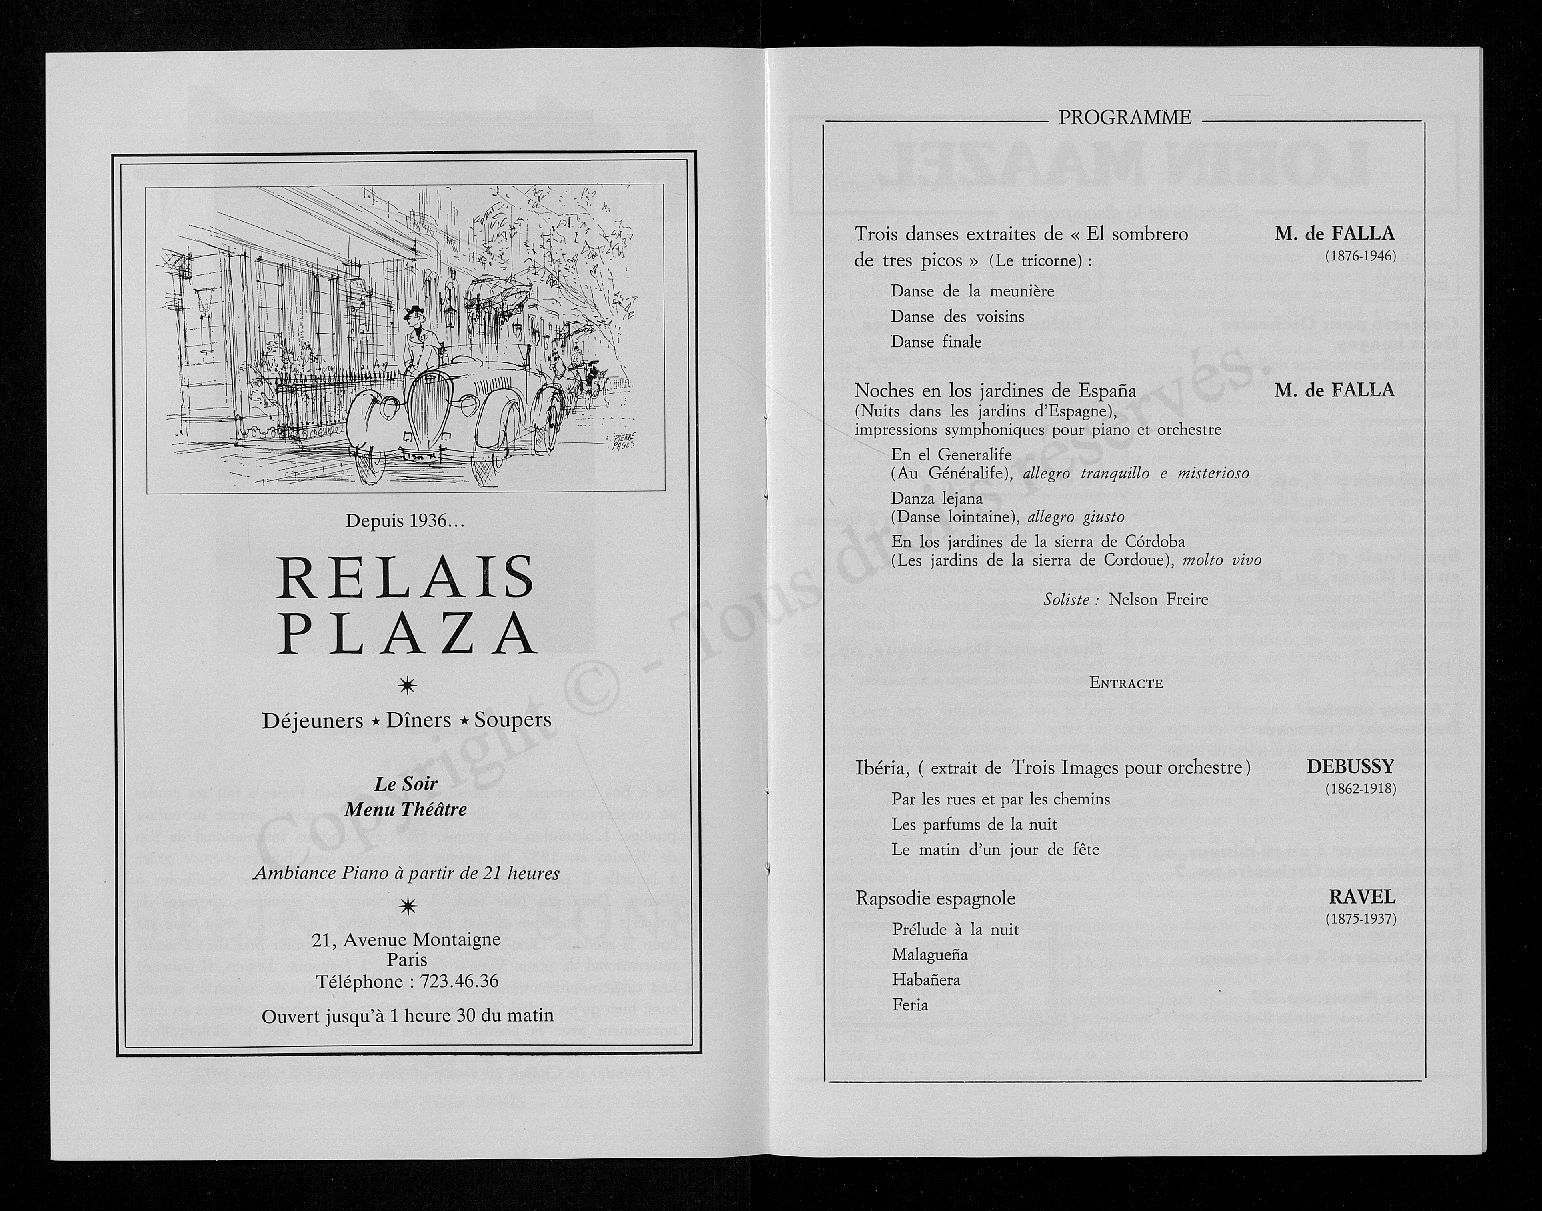 Depuis 1936...
RELAIS
PLAZA
Déjeuners ★ Dîners ★ Soupers
Le Soir
Menu Théâtre
Ambiance Piano à partir de 21 heures
21, Avenue Montaigne
Paris
Téléphone : 723.46.36
Ouvert jusqu'à 1 heure 30 du matin
PROGRAMME
Trois danses extraites de « El sombrero M. de FALLA
de tres picos » (Le tricorne) : (1876-1946)
Danse de la meunière
Danse des voisins
Danse finale
Noches en los jardines de España M. de FALLA
(Nuits dans les jardins d'Espagne),
impressions symphoniques pour piano et orchestre
En el Generalife
(Au Généralife), allegro tranquillo e misterioso
Danza lejana
(Danse lointaine), allegro giusto
En los jardines de la sierra de Córdoba
(Les jardins de la sierra de Cordoue), molto vivo
Soliste : Nelson Freire
ENTRACTE
Ibéria, ( extrait de Trois Images pour orchestre) DEBUSSY
(1862-1918)
Par les rues et par les chemins
Les parfums de la nuit
Le matin d'un jour de fête
Rapsodie espagnole RAVEL
(1875-1937)
Prélude à la nuit
Malagueña
Habañera
Feria
Copyright © - Tous droits réservés.